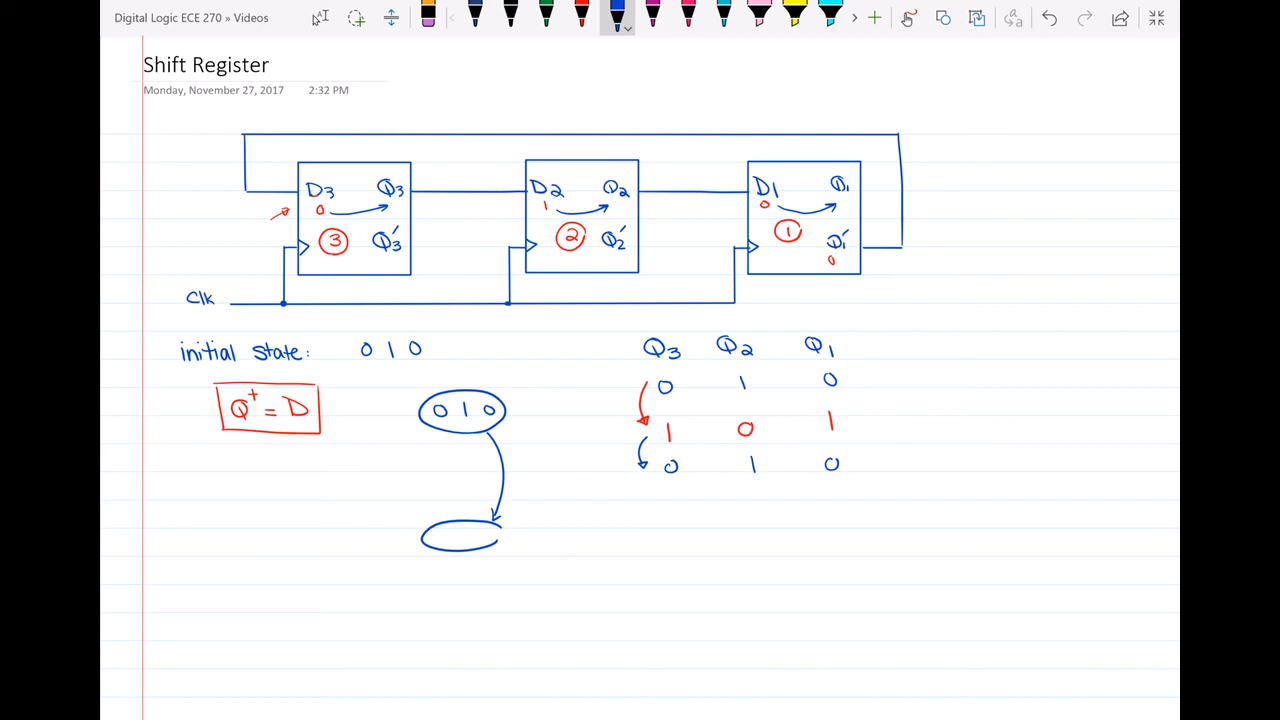 Digital Logic ECE 270 » Videos
Shift Register
Monday, November 27, 2017 2:32 PM
D3 Q3 D2 Q2 D1 Q1
0 1 0
3 Q3' 2 Q2' 1 Q1'
0
Clk
initial state: 0 1 0 Q3 Q2 Q1
0 1 0
Q+ = D 0 1 0
1 0 1
0 1 0